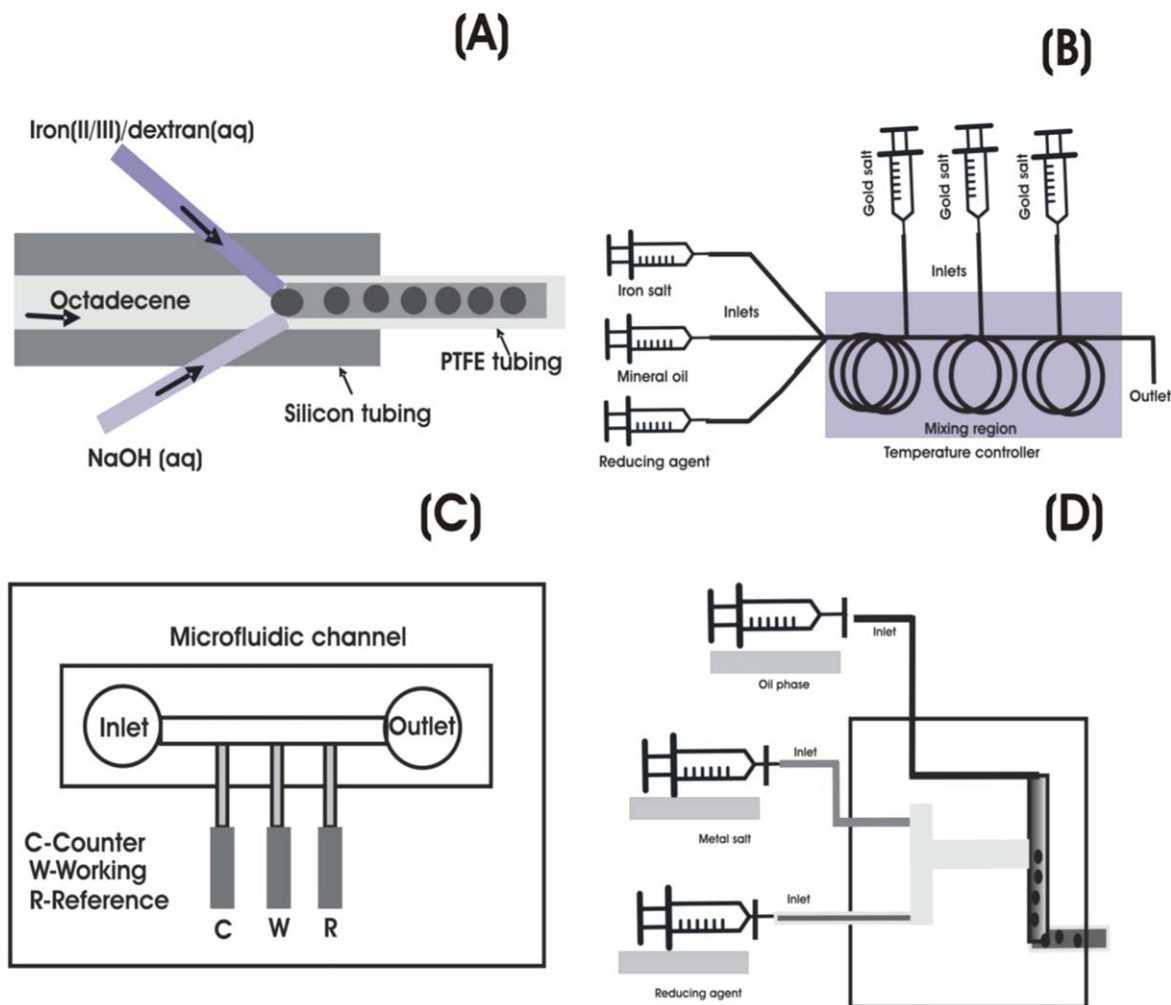 (A)
Iron(II/III)/dextran(aq)
Octadecene
PTFE tubing
Silicon tubing
NaOH (aq)
(B)
Gold salt
Gold salt
Gold salt
Iron salt
Inlets
Inlets
Mineral oil
Outlet
Mixing region
Reducing agent
Temperature controller
(C)
Microfluidic channel
Inlet
Outlet
C-Counter
W-Working
R-Reference
C
W
R
(D)
Inlet
Oil phase
Inlet
Metal salt
Inlet
Reducing agent